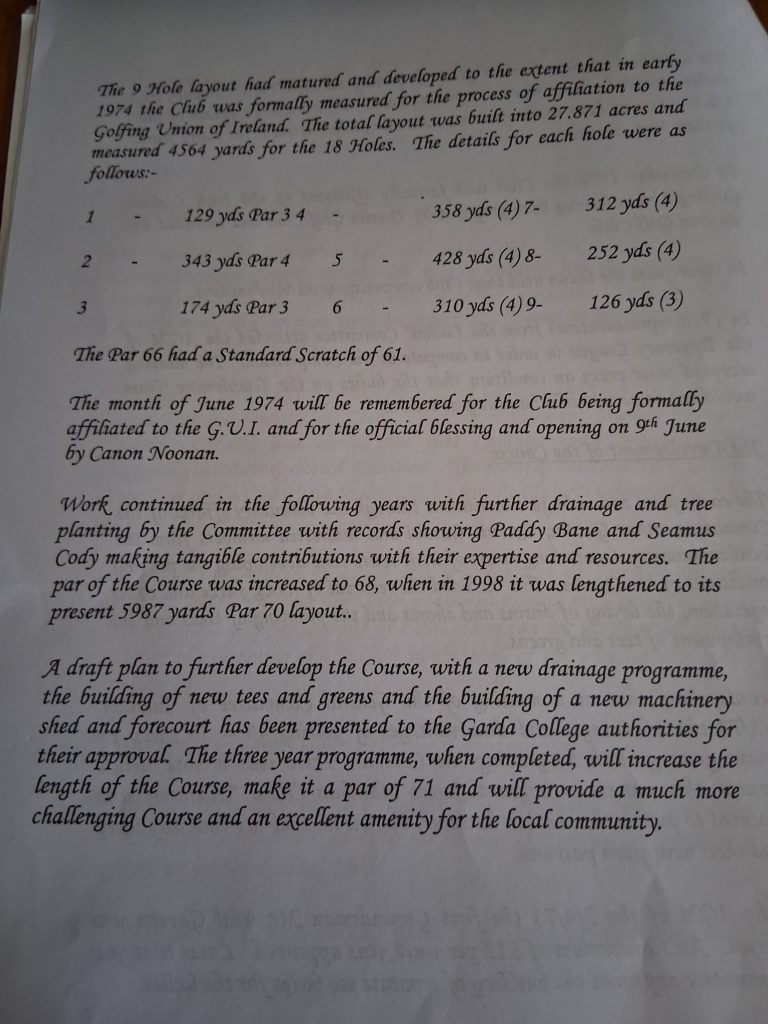 The 9 Hole layout had matured and developed to the extent that in early
1974 the Club was formally measured for the process of affiliation to the
Golfing Union of Ireland. The total layout was built into 27.871 acres and
measured 4564 yards for the 18 Holes. The details for each hole were as
follows:-
1 - 129 yds Par 3 4 - 358 yds (4) 7- 312 yds (4)
2 - 343 yds Par 4 5 - 428 yds (4) 8- 252 yds (4)
3 174 yds Par 3 6 - 310 yds (4) 9- 126 yds (3)
The Par 66 had a Standard Scratch of 61.
The month of June 1974 will be remembered for the Club being formally
affiliated to the G.U.I. and for the official blessing and opening on 9th June
by Canon Noonan.
Work continued in the following years with further drainage and tree
planting by the Committee with records showing Paddy Bane and Seamus
Cody making tangible contributions with their expertise and resources. The
par of the Course was increased to 68, when in 1998 it was lengthened to its
present 5987 yards Par 70 layout..
A draft plan to further develop the Course, with a new drainage programme,
the building of new tees and greens and the building of a new machinery
shed and forecourt has been presented to the Garda College authorities for
their approval. The three year programme, when completed, will increase the
length of the Course, make it a par of 71 and will provide a much more
challenging Course and an excellent amenity for the local community.